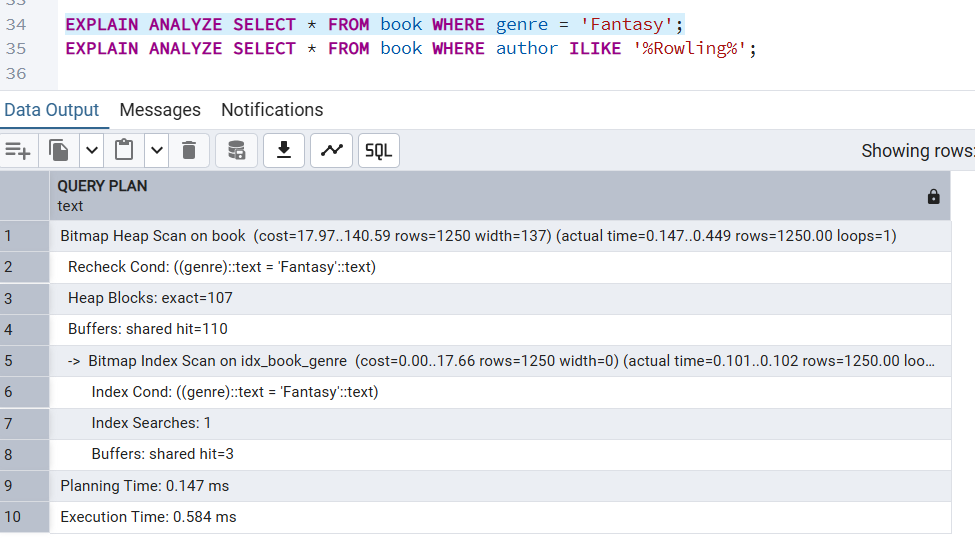 33
34 EXPLAIN ANALYZE SELECT * FROM book WHERE genre = 'Fantasy';
35 EXPLAIN ANALYZE SELECT * FROM book WHERE author ILIKE '%Rowling%';
36
Data Output Messages Notifications
SQL Showing rows:
QUERY PLAN
text
1 Bitmap Heap Scan on book (cost=17.97..140.59 rows=1250 width=137) (actual time=0.147..0.449 rows=1250.00 loops=1)
2 Recheck Cond: ((genre)::text = 'Fantasy'::text)
3 Heap Blocks: exact=107
4 Buffers: shared hit=110
5 -> Bitmap Index Scan on idx_book_genre (cost=0.00..17.66 rows=1250 width=0) (actual time=0.101..0.102 rows=1250.00 loo...
6 Index Cond: ((genre)::text = 'Fantasy'::text)
7 Index Searches: 1
8 Buffers: shared hit=3
9 Planning Time: 0.147 ms
10 Execution Time: 0.584 ms